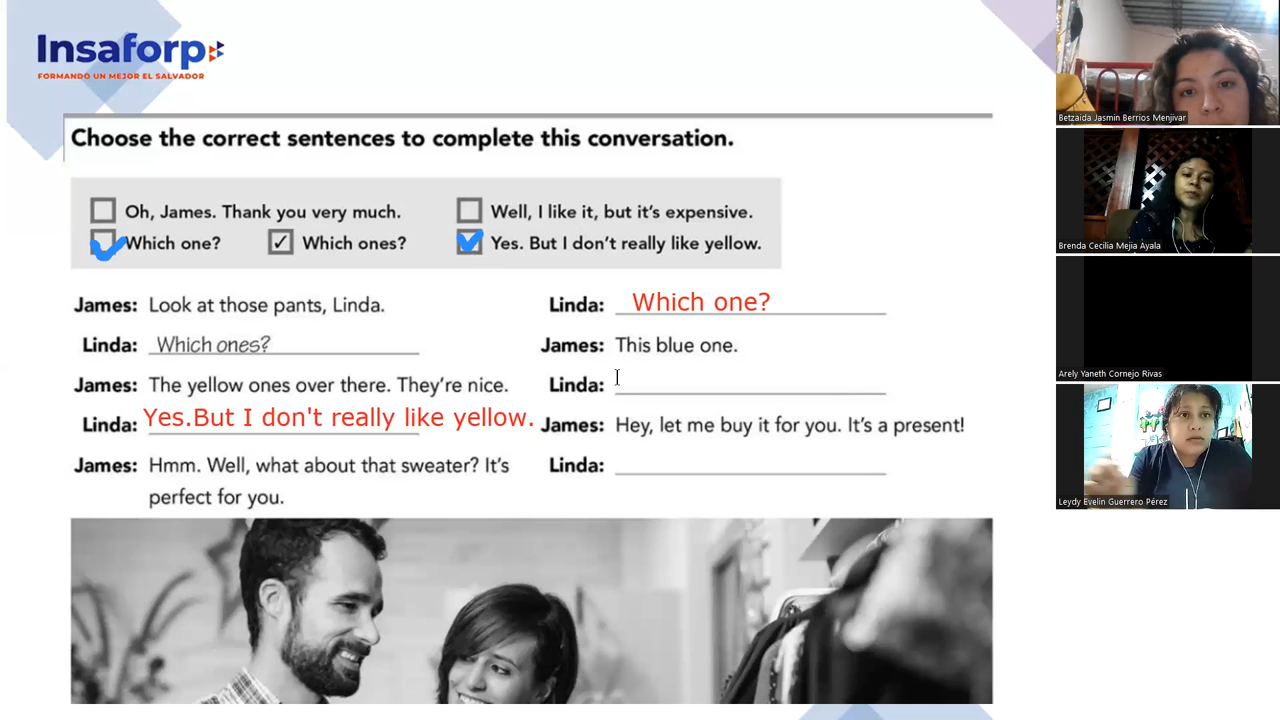 Insaforp
FORMANDO UN MEJOR EL SALVADOR
Choose the correct sentences to complete this conversation.
Oh, James. Thank you very much.
Well, I like it, but it's expensive.
Which one?
Which ones?
Yes. But I don't really like yellow.
James: Look at those pants, Linda.
Linda: Which ones?
James: The yellow ones over there. They're nice.
Linda: Yes.But I don't really like yellow.
James: Hmm. Well, what about that sweater? It's
perfect for you.
Linda: Which one?
James: This blue one.
Linda:
James: Hey, let me buy it for you. It's a present!
Linda:
Betzaida Jasmin Berrios Menjivar
Brenda Cecilia Mejia Ayala
Arely Yaneth Cornejo Rivas
Leydy Evelin Guerrero Pérez